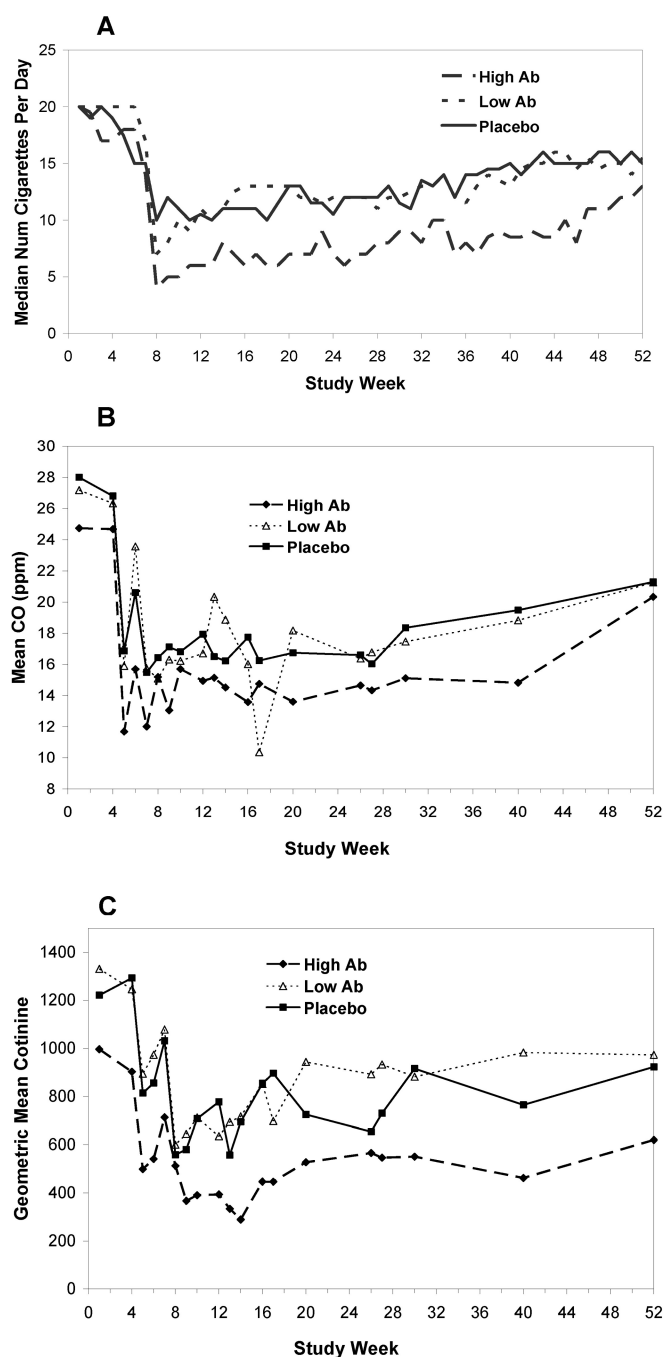 A
Median Num Cigarettes Per Day
25
20
15
10
5
0
High Ab
Low Ab
Placebo
0 4 8 12 16 20 24 28 32 36 40 44 48 52
Study Week
B
Mean CO (ppm)
30
28
26
24
22
20
18
16
14
12
10
8
High Ab
Low Ab
Placebo
0 4 8 12 16 20 24 28 32 36 40 44 48 52
Study Week
C
Geometric Mean Cotinine
1400
1200
1000
800
600
400
200
0
High Ab
Low Ab
Placebo
0 4 8 12 16 20 24 28 32 36 40 44 48 52
Study Week